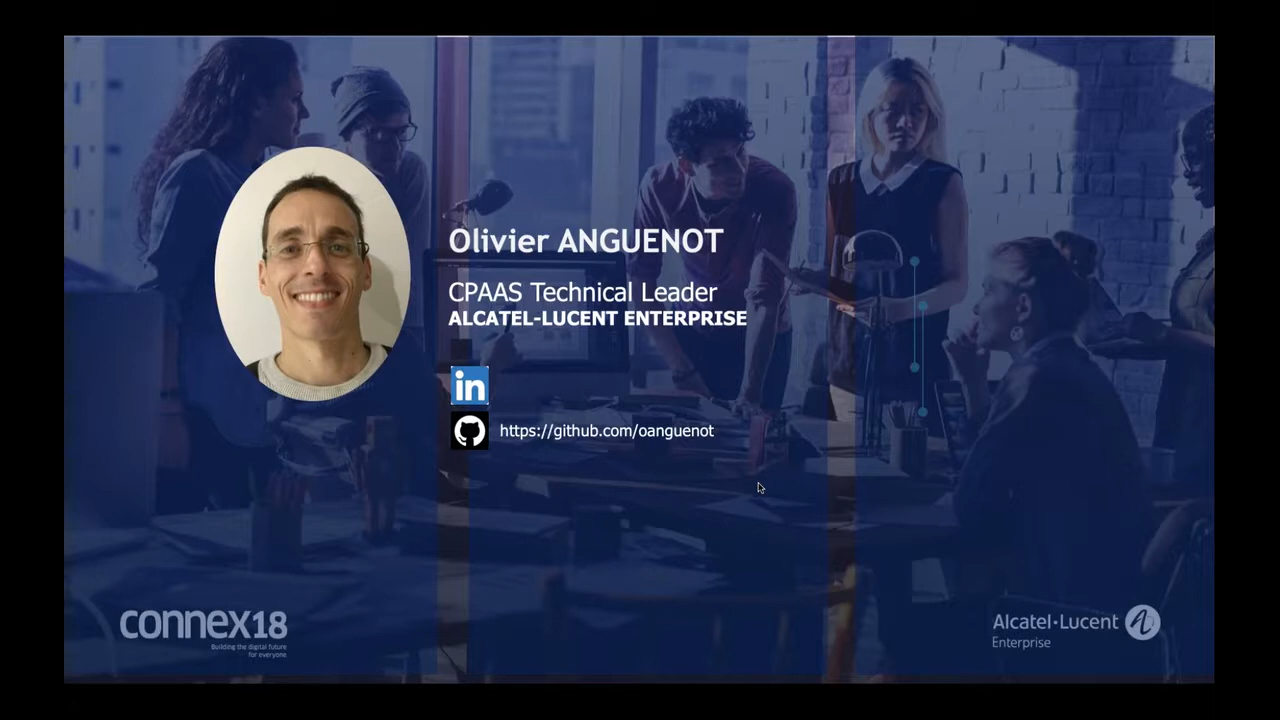 Olivier ANGUENOT
CPAAS Technical Leader
ALCATEL-LUCENT ENTERPRISE
in
https://github.com/oanguenot
connex18
Building the digital future
for everyone
Alcatel·Lucent
Enterprise